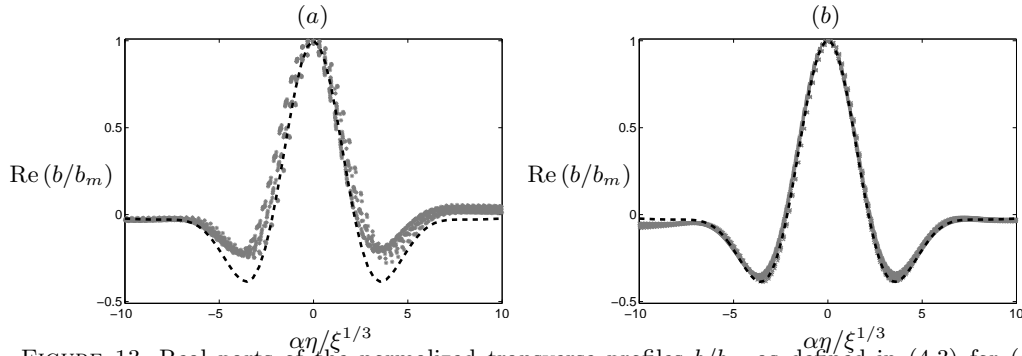 (a)
1
0.5
Re (b/b_m)
0
−0.5
−10 −5 0 5 10
αη/ξ^{1/3}
(b)
1
0.5
Re (b/b_m)
0
−0.5
−10 −5 0 5 10
αη/ξ^{1/3}
Figure 13. Real parts of the normalized transverse profiles b/b_m as defined in (4.3) for (